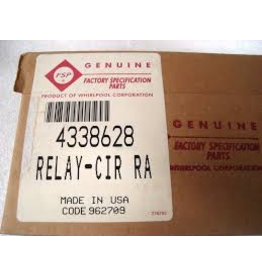 GENUINE
FSP
FACTORY SPECIFICATION
PARTS
PRODUCT OF WHIRLPOOL CORPORATION
4338628
RELAY-CIR RA
MADE IN USA
CODE 962709
GENUINE
FACTORY SPECIFICATION
PARTS
WHIRLPOOL CORPORATION